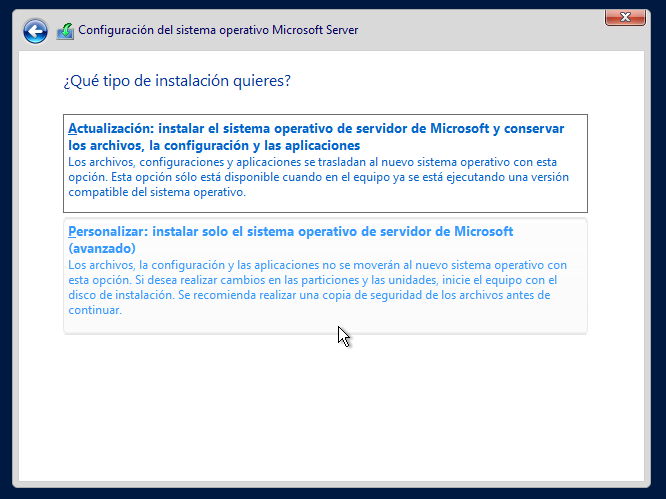 Configuración del sistema operativo Microsoft Server
¿Qué tipo de instalación quieres?
Actualización: instalar el sistema operativo de servidor de Microsoft y conservar
los archivos, la configuración y las aplicaciones
Los archivos, configuraciones y aplicaciones se trasladan al nuevo sistema operativo con esta
opción. Esta opción sólo está disponible cuando en el equipo ya se está ejecutando una versión
compatible del sistema operativo.
Personalizar: instalar solo el sistema operativo de servidor de Microsoft
(avanzado)
Los archivos, la configuración y las aplicaciones no se moverán al nuevo sistema operativo con
esta opción. Si desea realizar cambios en las particiones y las unidades, inicie el equipo con el
disco de instalación. Se recomienda realizar una copia de seguridad de los archivos antes de
continuar.